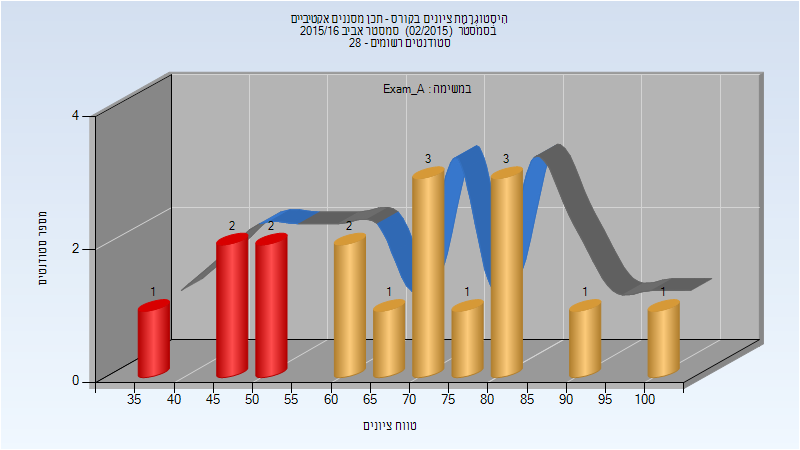 היסטוגרמת ציונים בקורס - תכן מסננים אקטיביים
בסמסטר (02/2015) סמסטר אביב 2015/16
סטודנטים רשומים - 28
במשימה : Exam_A
מספר סטודנטים
4
2
0
1
2
2
2
1
3
1
3
1
1
35 40 45 50 55 60 65 70 75 80 85 90 95 100
טווח ציונים